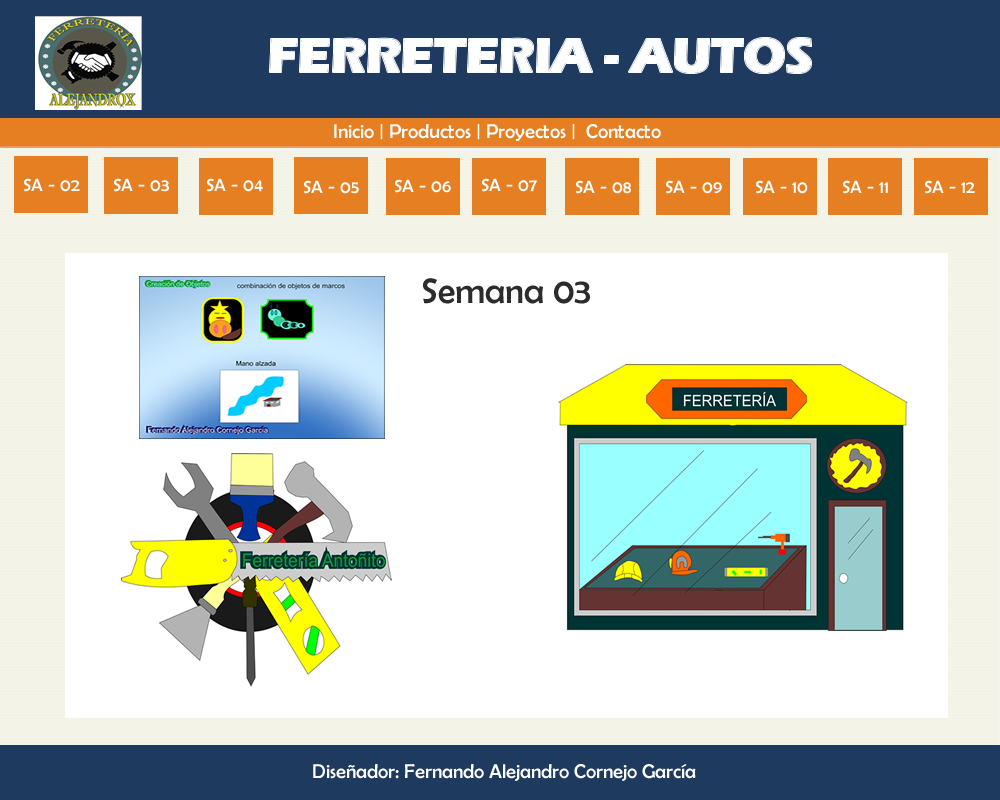 FERRETERIA
ALEJANDROX
FERRETERIA - AUTOS
Inicio | Productos | Proyectos | Contacto
SA - 02
SA - 03
SA - 04
SA - 05
SA - 06
SA - 07
SA - 08
SA - 09
SA - 10
SA - 11
SA - 12
Creación de Objetos
combinación de objetos de marcos
Mano alzada
Fernando Alejandro Cornejo García
Semana 03
FERRETERÍA
Ferretería Antoñito
Diseñador: Fernando Alejandro Cornejo García